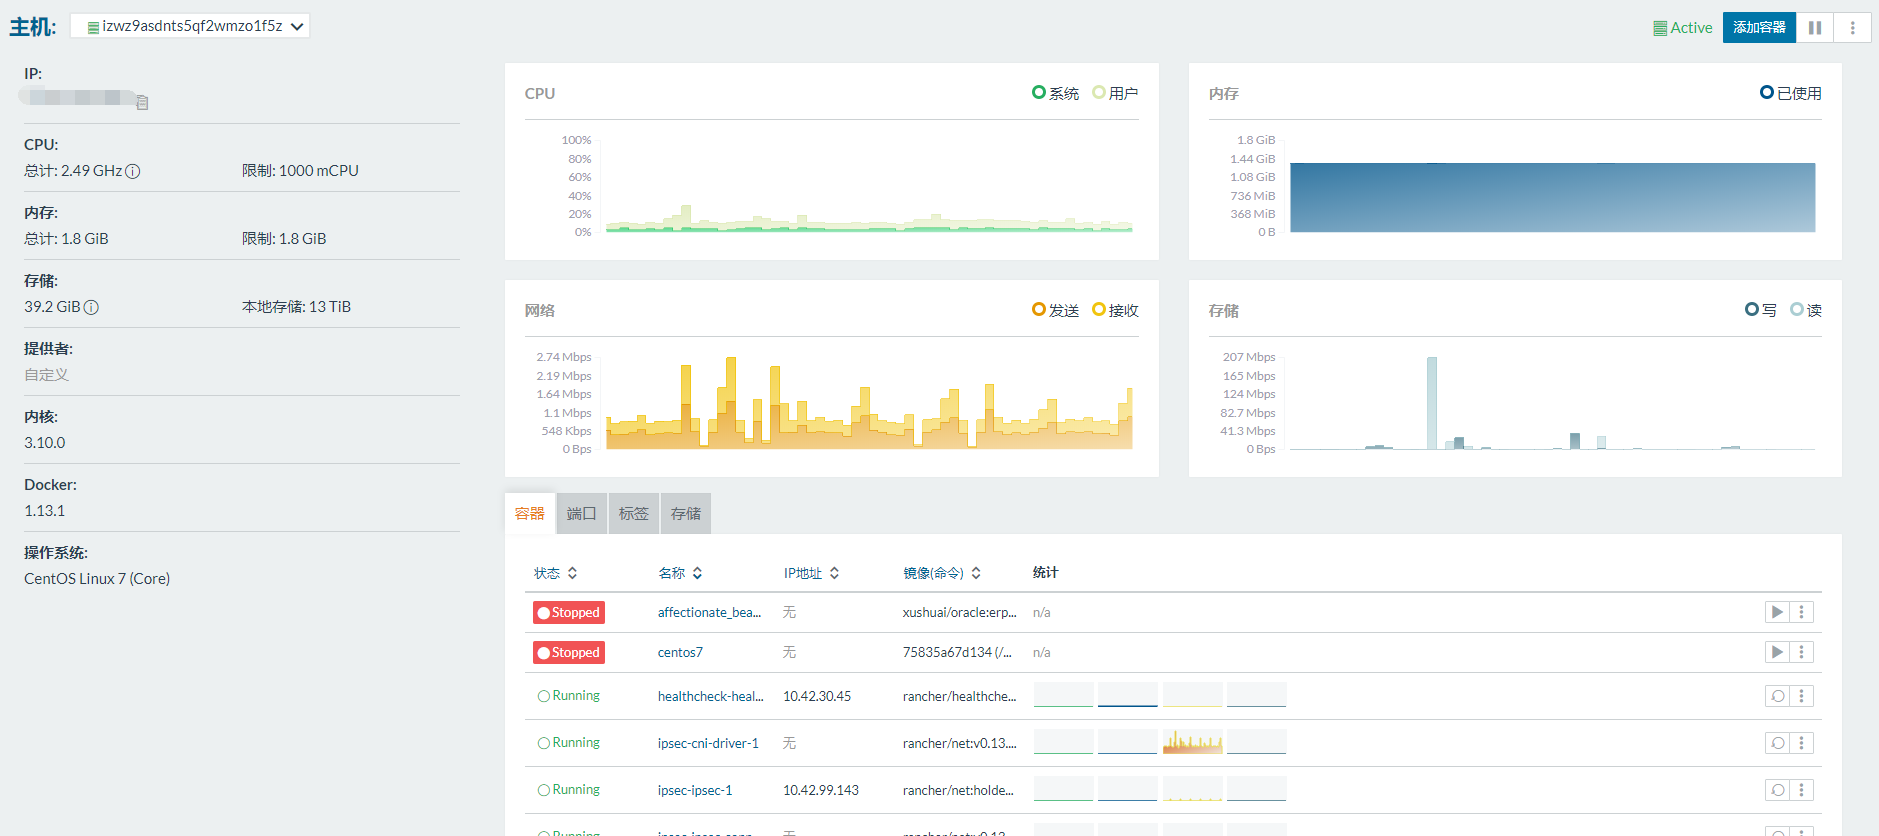 主机: izwz9asdnts5qf2wmzo1f5z Active 添加容器
IP:
CPU:
总计: 2.49 GHz 限制: 1000 mCPU
内存:
总计: 1.8 GiB 限制: 1.8 GiB
存储:
39.2 GiB 本地存储: 13 TiB
提供者:
自定义
内核:
3.10.0
Docker:
1.13.1
操作系统:
CentOS Linux 7 (Core)
CPU 系统 用户
100%
80%
60%
40%
20%
0%
内存 已使用
1.8 GiB
1.44 GiB
1.08 GiB
736 MiB
368 MiB
0 B
网络 发送 接收
2.74 Mbps
2.19 Mbps
1.64 Mbps
1.1 Mbps
548 Kbps
0 Bps
存储 写 读
207 Mbps
165 Mbps
124 Mbps
82.7 Mbps
41.3 Mbps
0 Bps
容器 端口 标签 存储
状态 名称 IP地址 镜像(命令) 统计
Stopped affectionate_bea... 无 xushuai/oracle:erp... n/a
Stopped centos7 无 75835a67d134 (/... n/a
Running healthcheck-heal... 10.42.30.45 rancher/healthche...
Running ipsec-cni-driver-1 无 rancher/net:v0.13....
Running ipsec-ipsec-1 10.42.99.143 rancher/net:holde...
Running 无